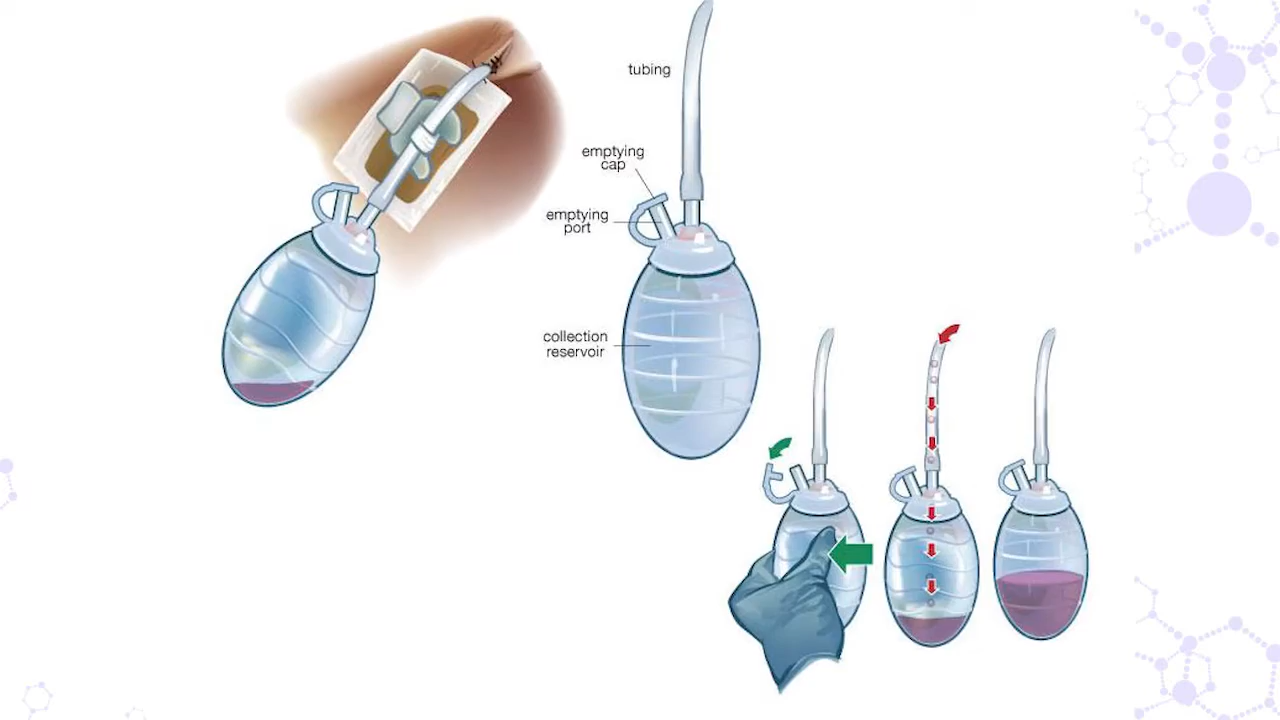 tubing
emptying
cap
emptying
port
collection
reservoir